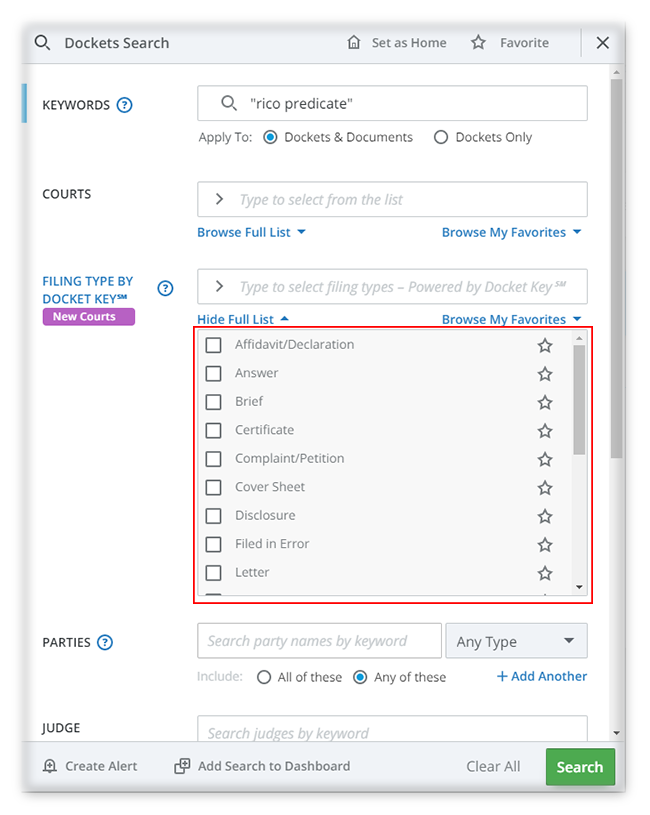 Dockets Search
Set as Home
Favorite
KEYWORDS ?
"rico predicate"
Apply To: Dockets & Documents Dockets Only
COURTS
Type to select from the list
Browse Full List
Browse My Favorites
FILING TYPE BY
DOCKET KEY℠ ?
New Courts
Type to select filing types – Powered by Docket Key℠
Hide Full List
Browse My Favorites
Affidavit/Declaration
Answer
Brief
Certificate
Complaint/Petition
Cover Sheet
Disclosure
Filed in Error
Letter
PARTIES ?
Search party names by keyword
Any Type
Include: All of these Any of these
+ Add Another
JUDGE
Search judges by keyword
Create Alert
Add Search to Dashboard
Clear All
Search